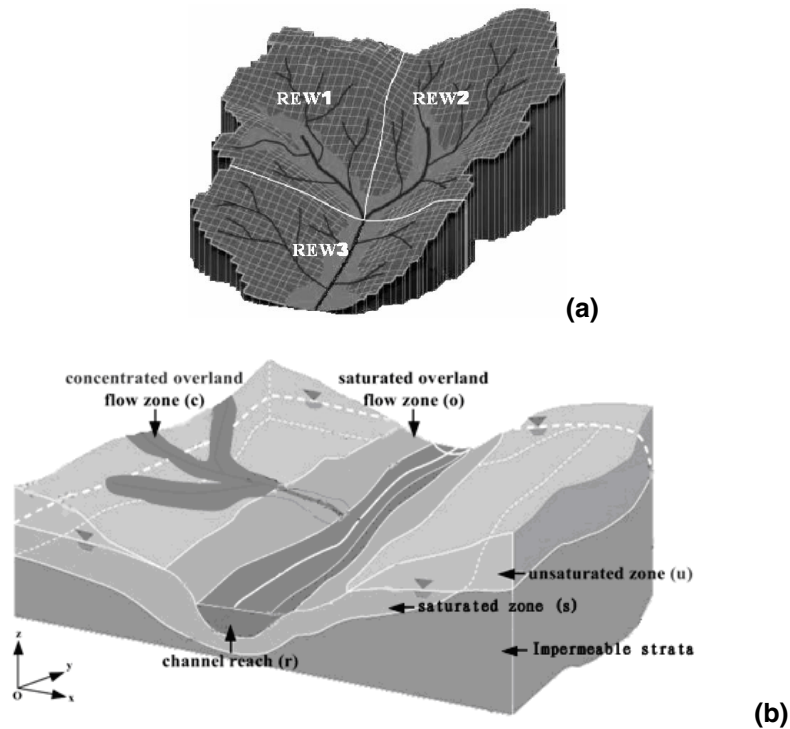 REW1
REW2
REW3
(a)
concentrated overland
flow zone (c)
saturated overland
flow zone (o)
unsaturated zone (u)
saturated zone (s)
channel reach (r)
Impermeable strata
z
y
O
x
(b)